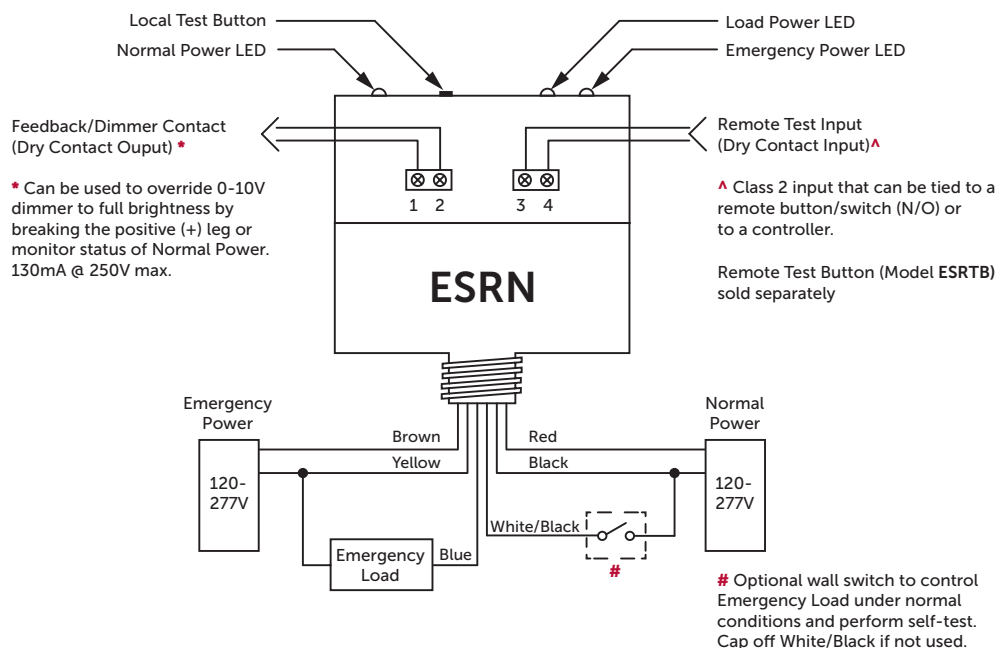 Local Test Button
Normal Power LED
Load Power LED
Emergency Power LED
Feedback/Dimmer Contact
(Dry Contact Ouput) *
* Can be used to override 0-10V
dimmer to full brightness by
breaking the positive (+) leg or
monitor status of Normal Power.
130mA @ 250V max.
Remote Test Input
(Dry Contact Input)^
^ Class 2 input that can be tied to a
remote button/switch (N/O) or
to a controller.
Remote Test Button (Model ESRTB)
sold separately
1 2 3 4
ESRN
Emergency
Power
120-
277V
Brown
Yellow
Blue
Emergency
Load
Red
Black
White/Black
#
Normal
Power
120-
277V
# Optional wall switch to control
Emergency Load under normal
conditions and perform self-test.
Cap off White/Black if not used.